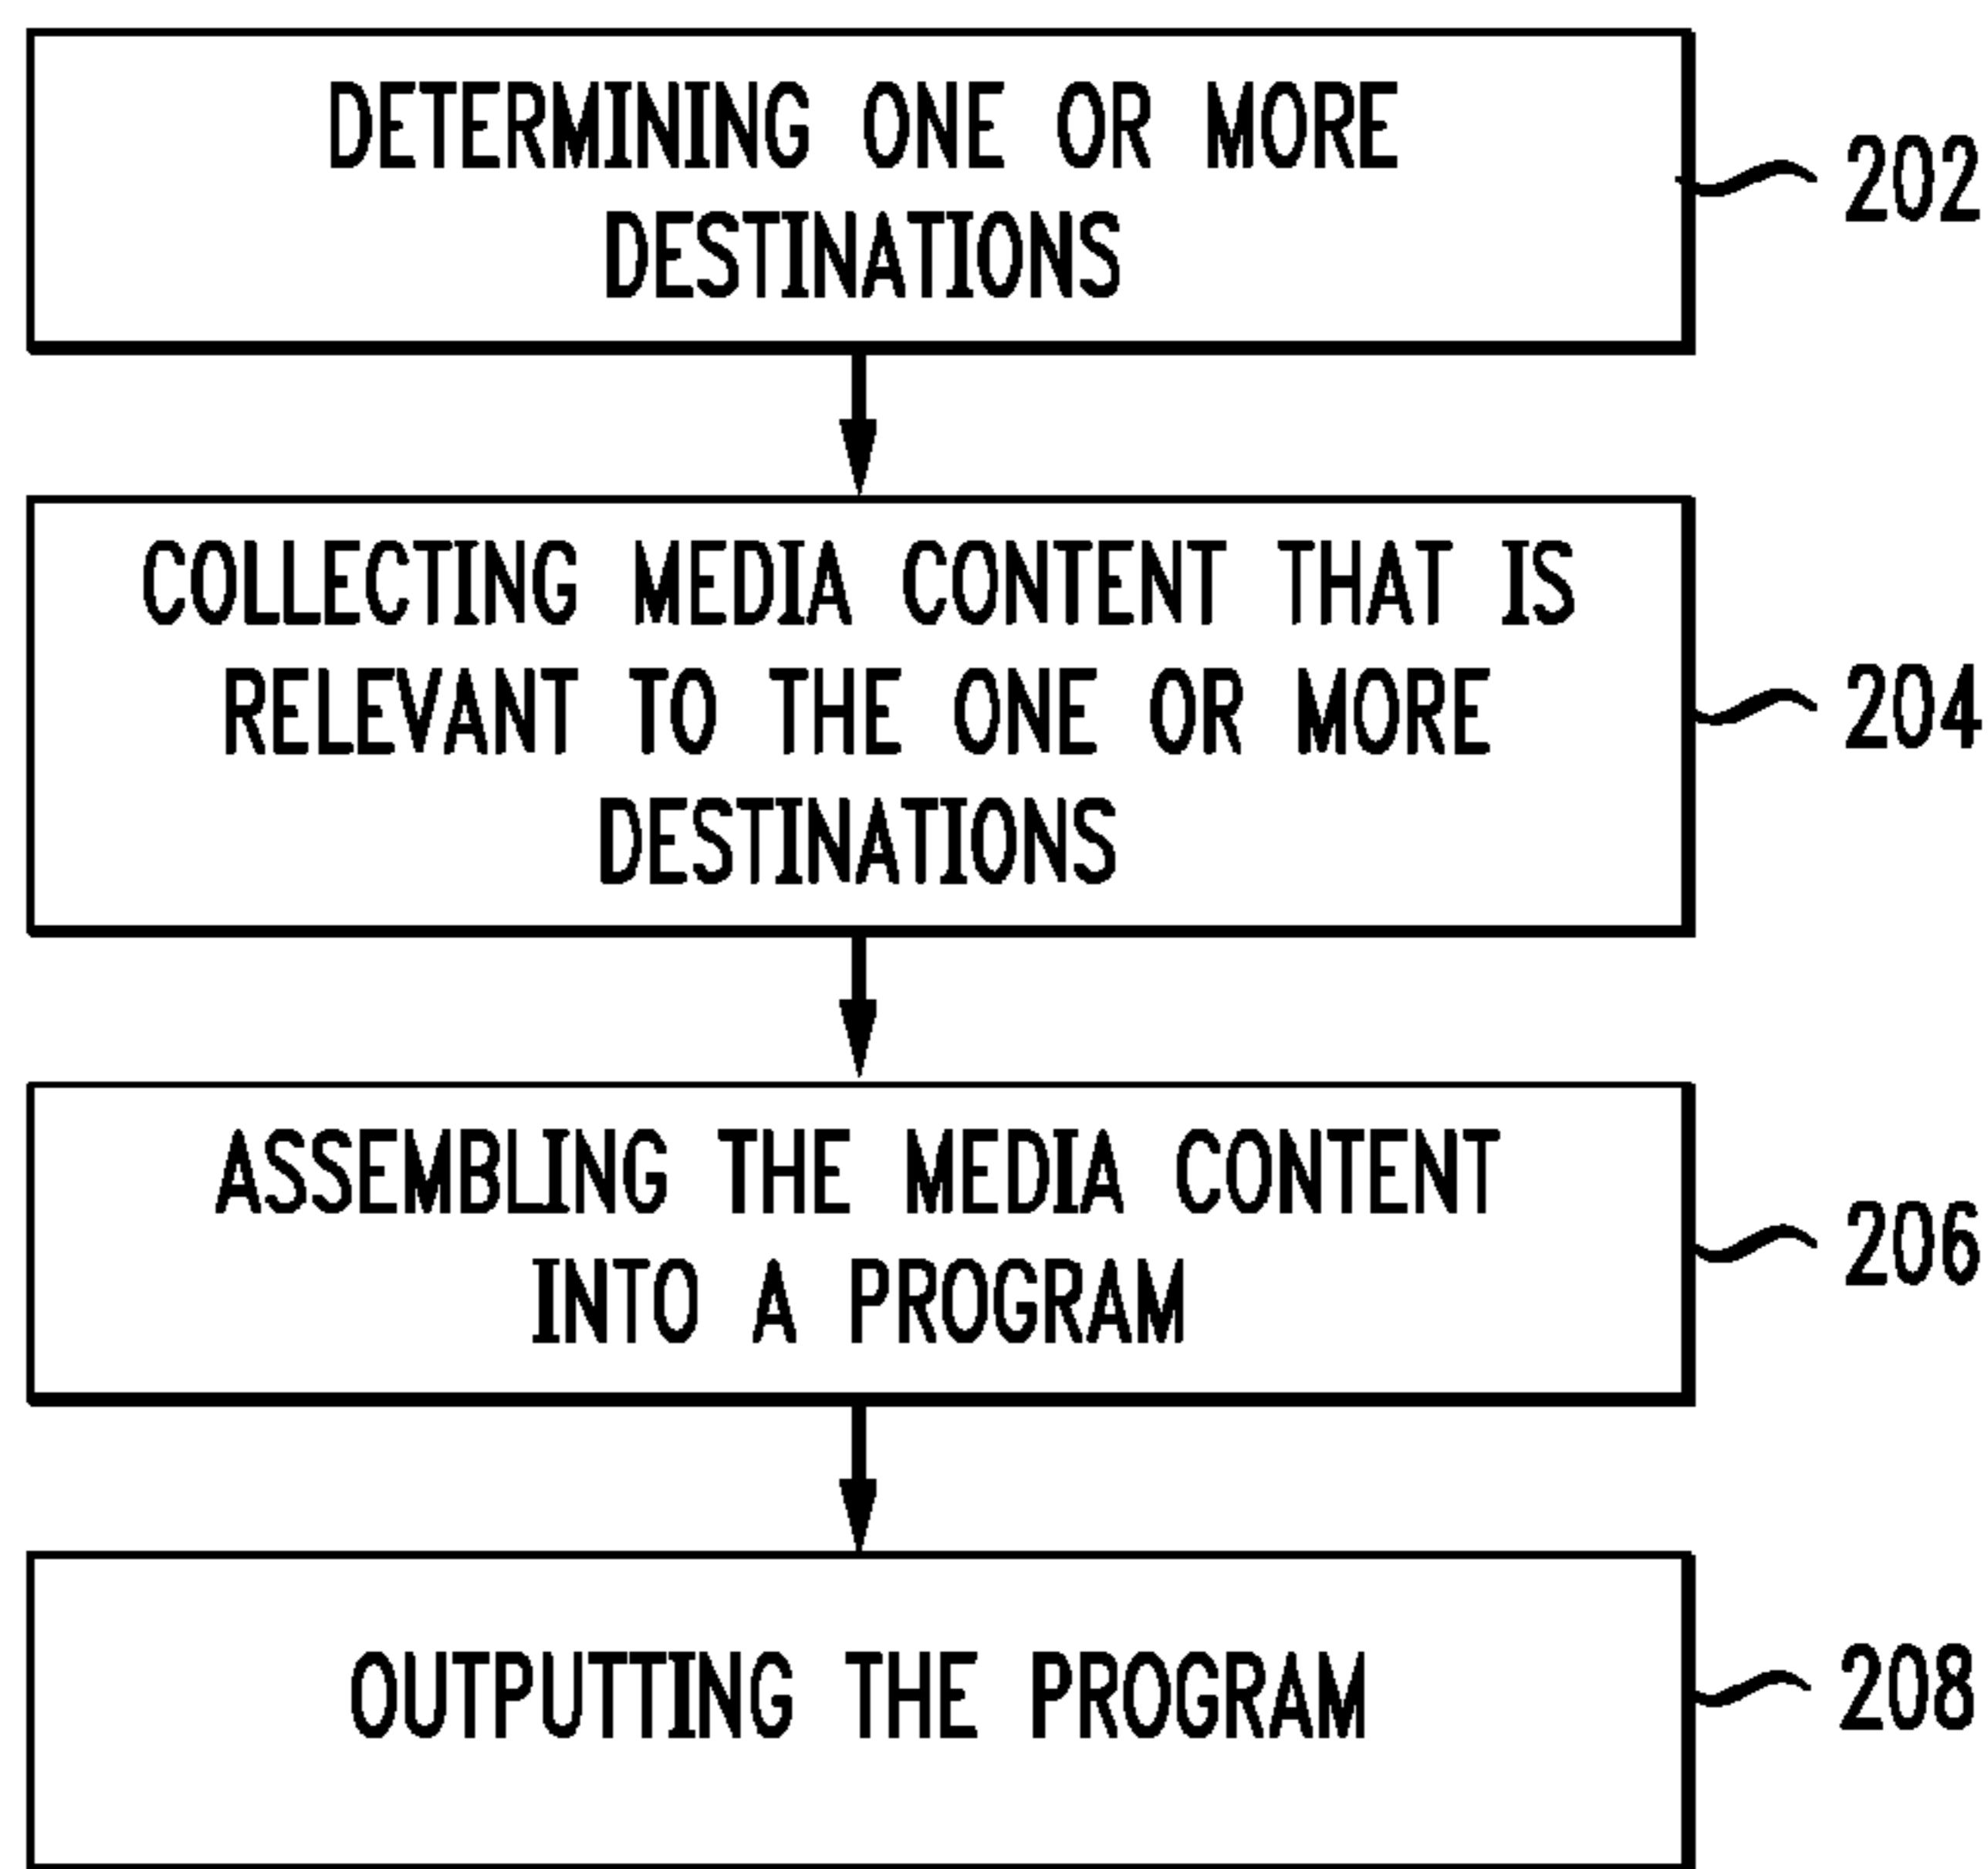 DETERMINING ONE OR MORE
DESTINATIONS
202
COLLECTING MEDIA CONTENT THAT IS
RELEVANT TO THE ONE OR MORE
DESTINATIONS
204
ASSEMBLING THE MEDIA CONTENT
INTO A PROGRAM
206
OUTPUTTING THE PROGRAM
208